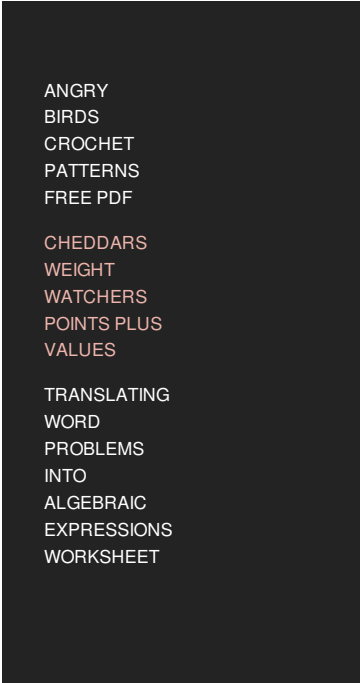 ANGRY
BIRDS
CROCHET
PATTERNS
FREE PDF
CHEDDARS
WEIGHT
WATCHERS
POINTS PLUS
VALUES
TRANSLATING
WORD
PROBLEMS
INTO
ALGEBRAIC
EXPRESSIONS
WORKSHEET